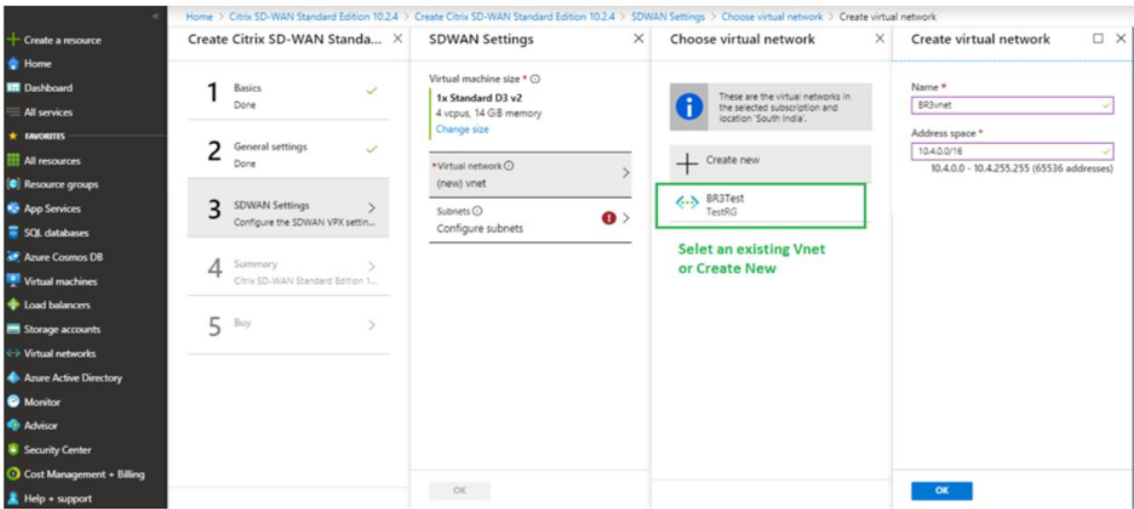 Home > Citrix SD-WAN Standard Edition 10.2.4 > Create Citrix SD-WAN Standard Edition 10.2.4 > SDWAN Settings > Choose virtual network > Create virtual network
Create a resource
Home
Dashboard
All services
FAVORITES
All resources
Resource groups
App Services
SQL databases
Azure Cosmos DB
Virtual machines
Load balancers
Storage accounts
Virtual networks
Azure Active Directory
Monitor
Advisor
Security Center
Cost Management + Billing
Help + support
Create Citrix SD-WAN Standa...
1 Basics
Done
2 General settings
Done
3 SDWAN Settings
Configure the SDWAN VPX settin...
4 Summary
Citrix SD-WAN Standard Edition 1...
5 Buy
SDWAN Settings
Virtual machine size *
1x Standard D3 v2
4 vcpus, 14 GiB memory
Change size
* Virtual network
(new) vnet
Subnets
Configure subnets
OK
Choose virtual network
These are the virtual networks in
the selected subscription and
location 'South India'.
Create new
BR3Test
TestRG
Selet an existing Vnet
or Create New
Create virtual network
Name *
BR3vnet
Address space *
10.4.0.0/16
10.4.0.0 - 10.4.255.255 (65536 addresses)
OK